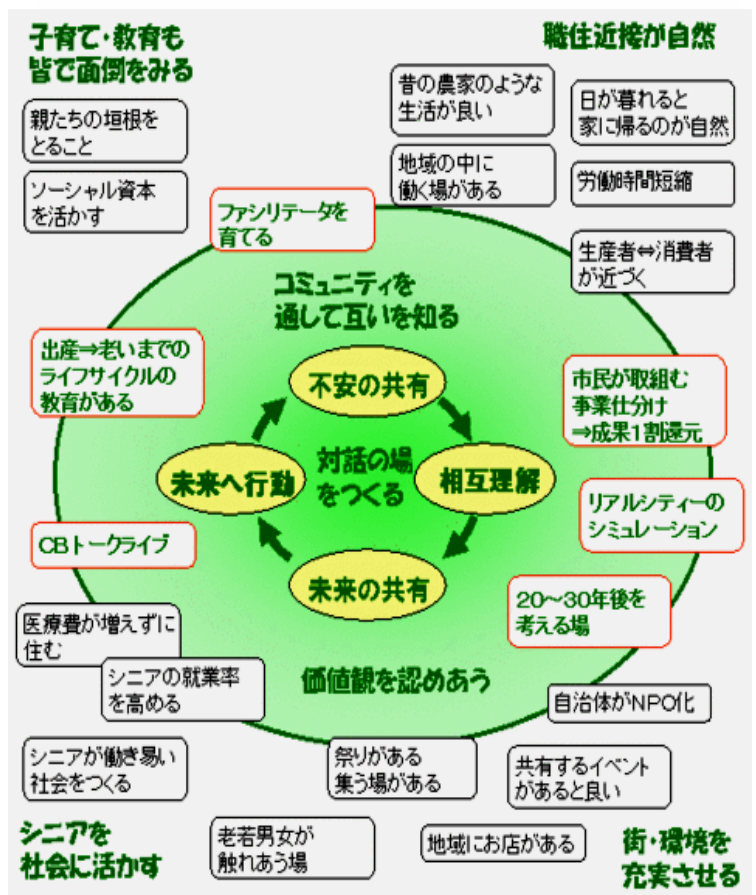 子育て・教育も
皆で面倒をみる
職住近接が自然
親たちの垣根を
とること
ソーシャル資本
を活かす
昔の農家のような
生活が良い
日が暮れると
家に帰るのが自然
地域の中に
働く場がある
労働時間短縮
生産者⇔消費者
が近づく
ファシリテータを
育てる
コミュニティを
通して互いを知る
出産⇒老いまでの
ライフサイクルの
教育がある
不安の共有
市民が取組む
事業仕分け
⇒成果1割還元
未来へ行動
対話の場
をつくる
相互理解
リアルシティーの
シミュレーション
CBトークライブ
未来の共有
20～30年後を
考える場
医療費が増えずに
住む
シニアの就業率
を高める
価値観を認めあう
自治体がNPO化
シニアが働き易い
社会をつくる
祭りがある
集う場がある
共有するイベント
があると良い
シニアを
社会に活かす
老若男女が
触れあう場
地域にお店がある
街・環境を
充実させる